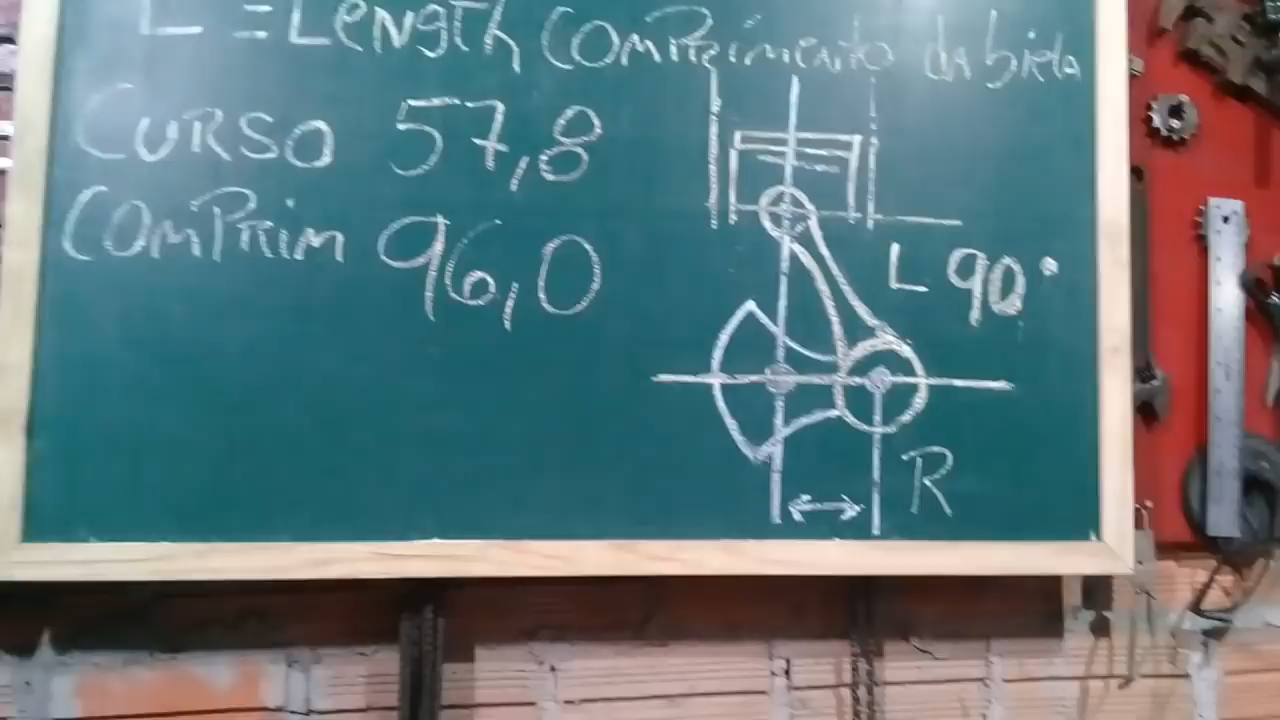 L = Length (Comprimento da biela
CURSO 57,8
COMPRIM 96,0
L 90°
R